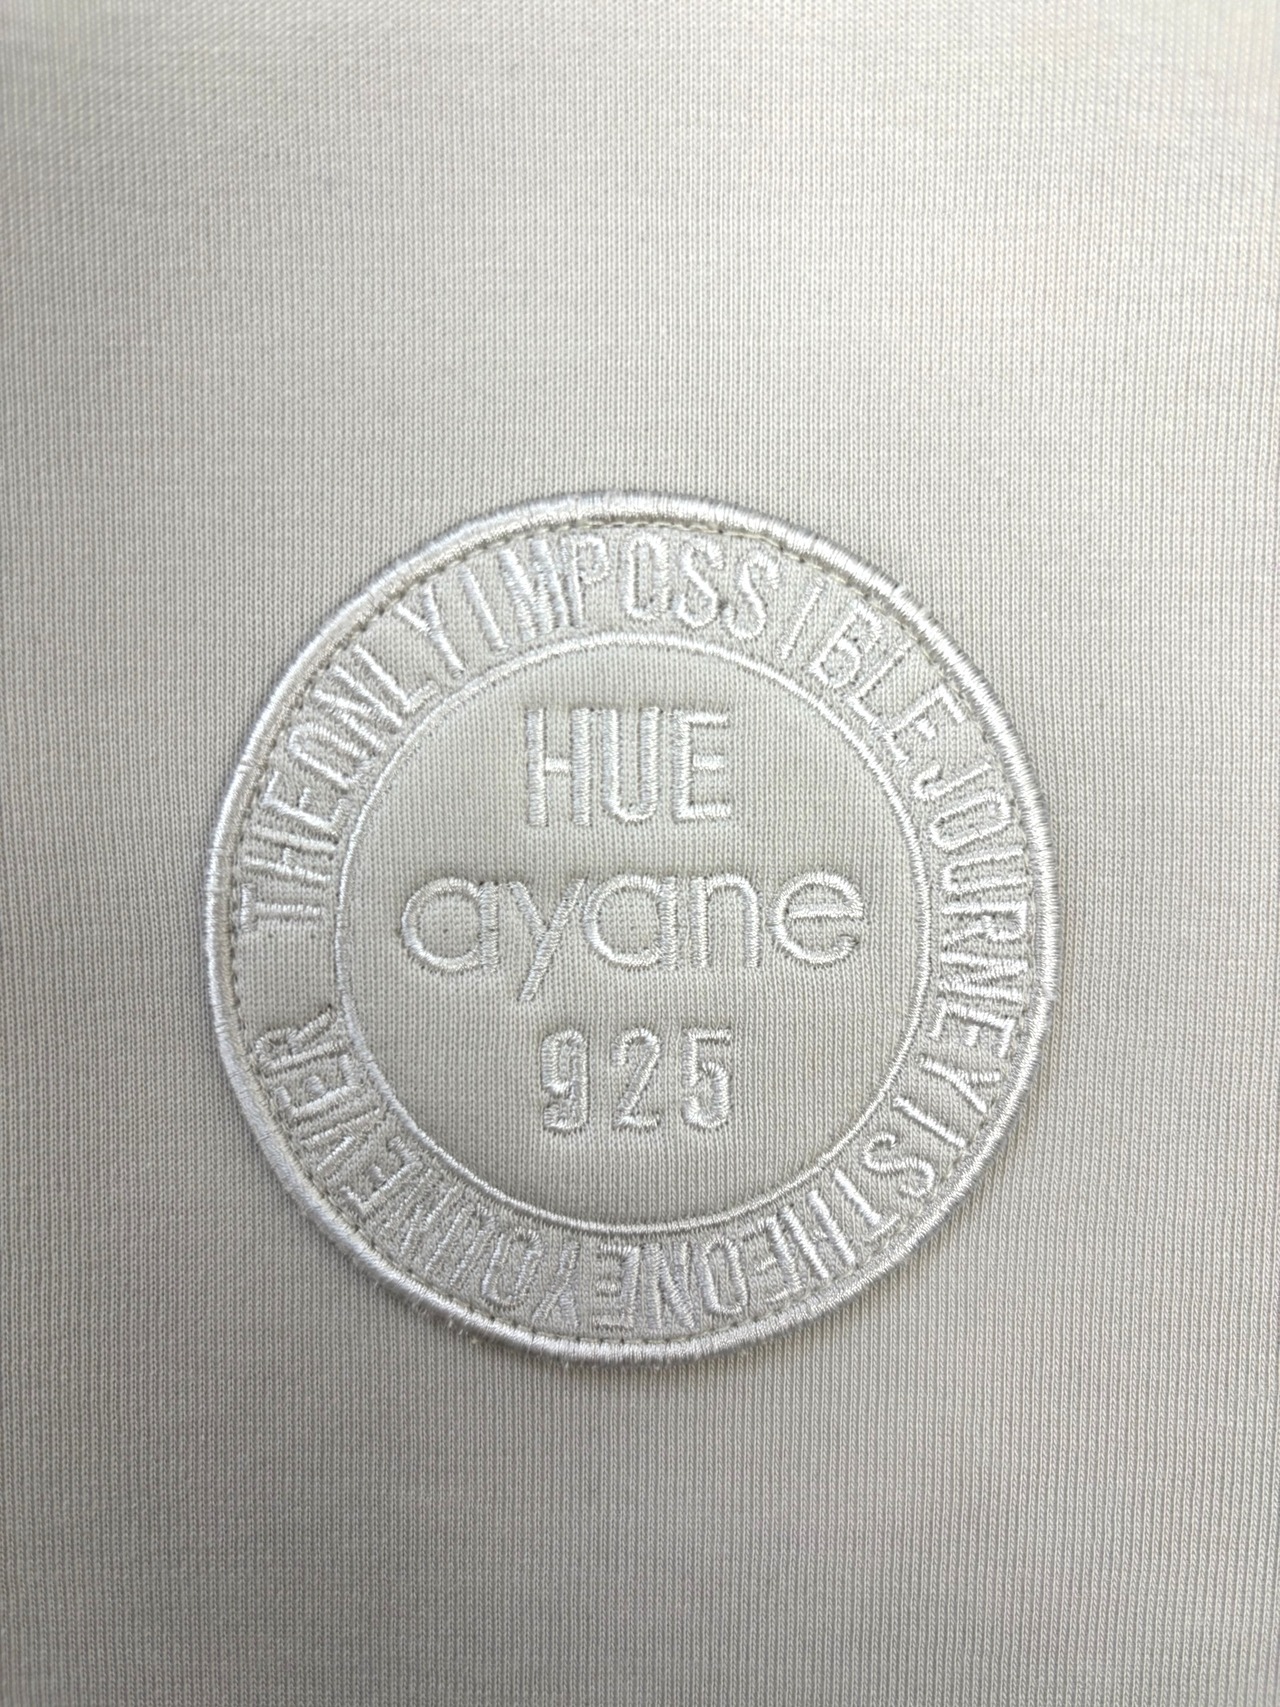 THEONLYIMPOSSIBLEJOURNEYISTHEONEYOUNEVER
HUE
ayane
925